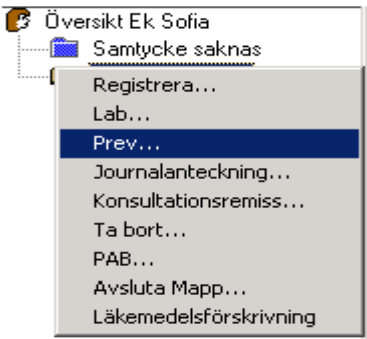 Översikt Ek Sofia
Samtycke saknas
Registrera...
Lab...
Prev...
Journalanteckning...
Konsultationsremiss...
Ta bort...
PAB...
Avsluta Mapp...
Läkemedelsförskrivning